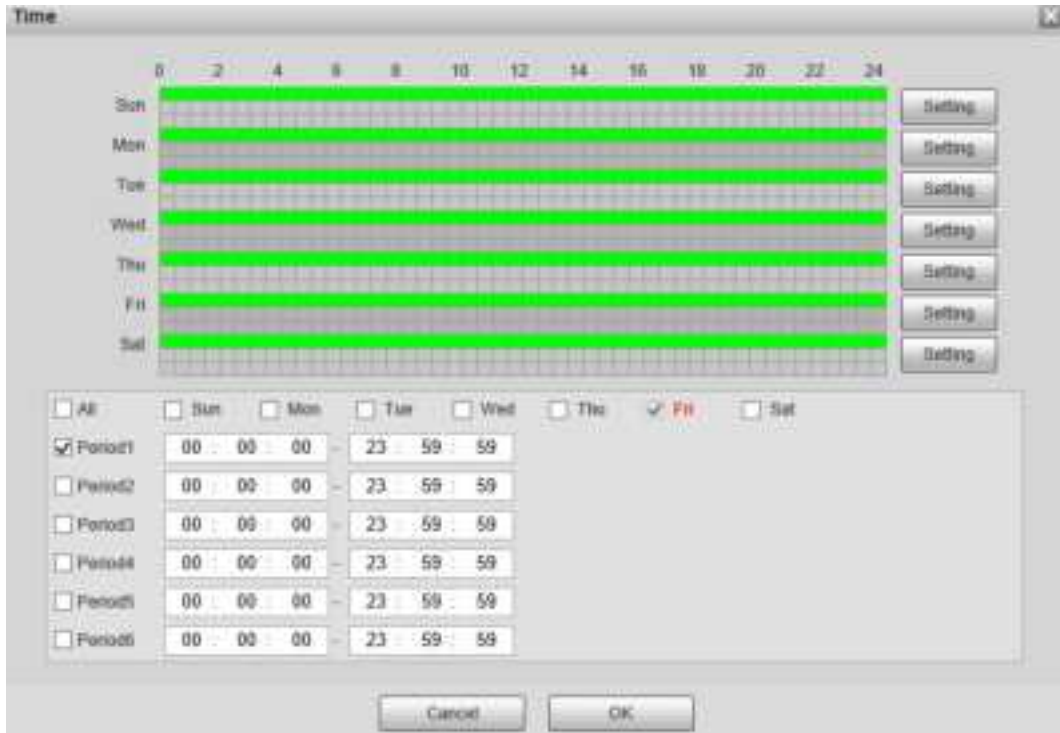 Time
0 2 4 6 8 10 12 14 16 18 20 22 24
Sun Setting
Mon Setting
Tue Setting
Wed Setting
Thu Setting
Fri Setting
Sat Setting
All Sun Mon Tue Wed Thu Fri Sat
Period1 00 : 00 : 00 - 23 : 59 : 59
Period2 00 : 00 : 00 - 23 : 59 : 59
Period3 00 : 00 : 00 - 23 : 59 : 59
Period4 00 : 00 : 00 - 23 : 59 : 59
Period5 00 : 00 : 00 - 23 : 59 : 59
Period6 00 : 00 : 00 - 23 : 59 : 59
Cancel OK